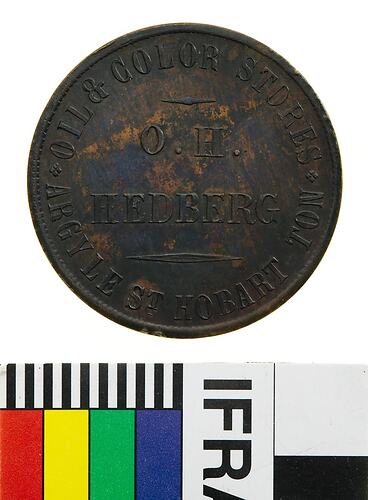 OIL & COLOR STORES
O. H.
HEDBERG
ARGYLE ST HOBART TON
IFRA